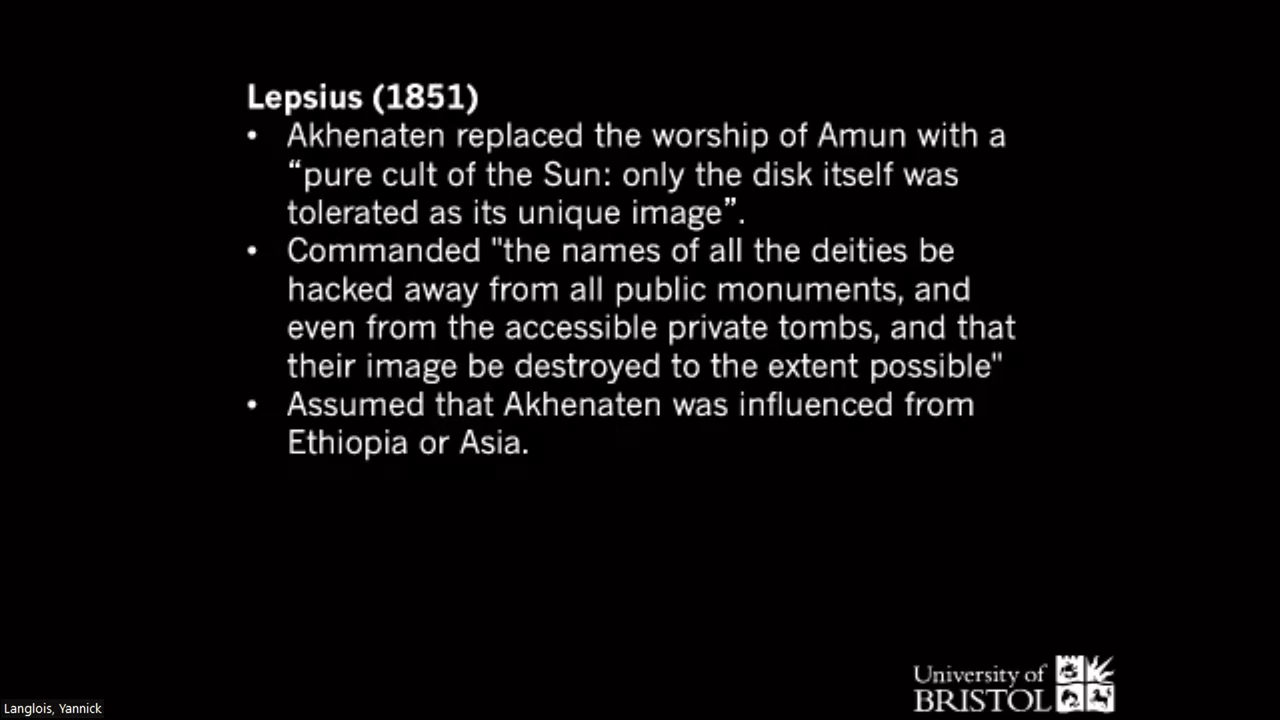 Lepsius (1851)
• Akhenaten replaced the worship of Amun with a
“pure cult of the Sun: only the disk itself was
tolerated as its unique image”.
• Commanded "the names of all the deities be
hacked away from all public monuments, and
even from the accessible private tombs, and that
their image be destroyed to the extent possible"
• Assumed that Akhenaten was influenced from
Ethiopia or Asia.
University of
BRISTOL
Langlois, Yannick